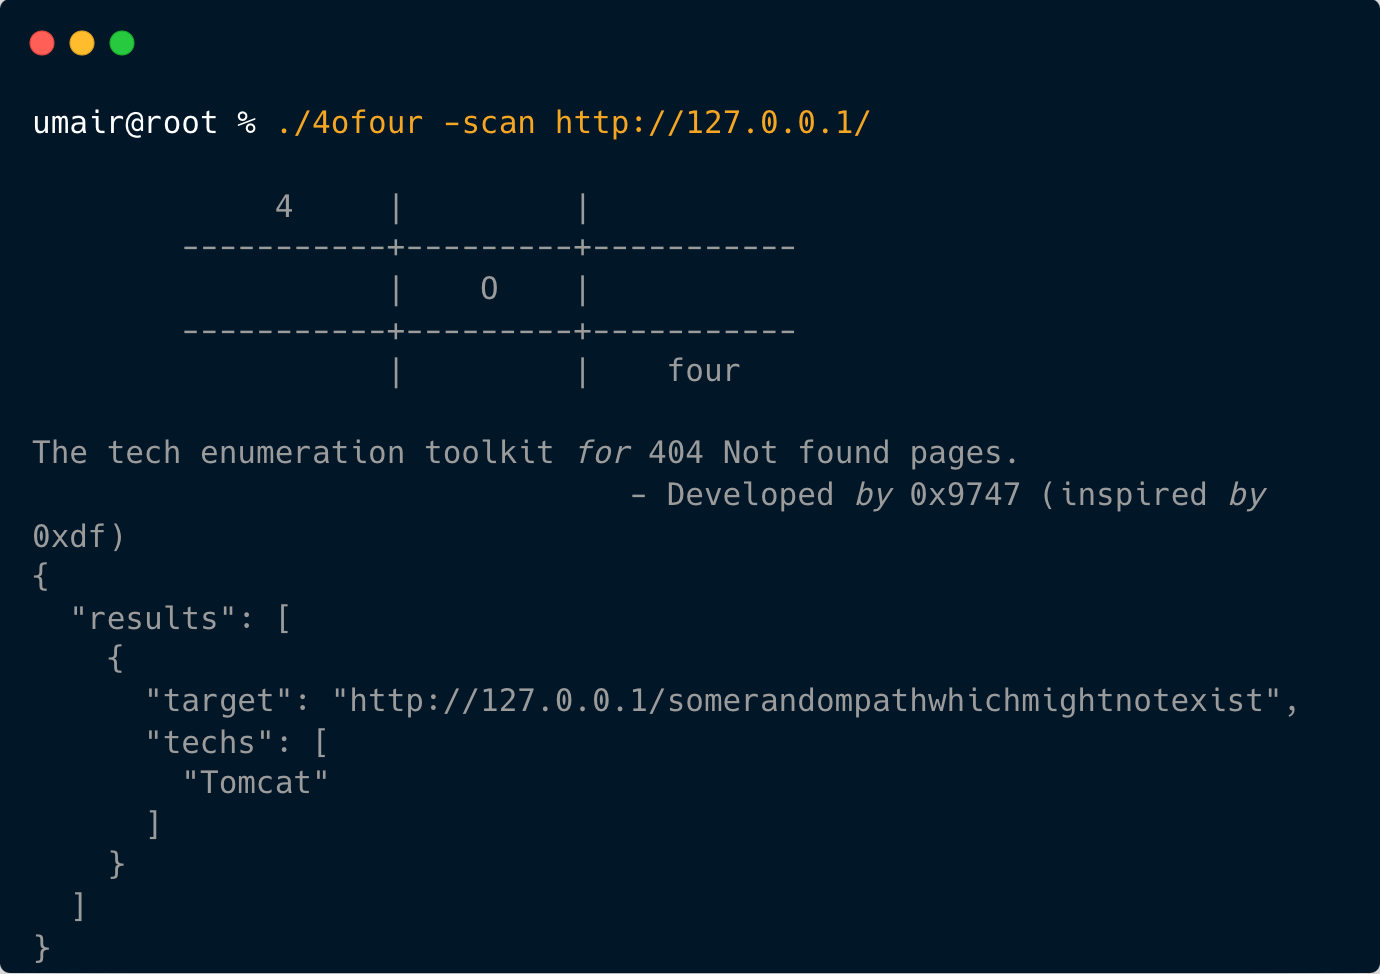 umair@root % ./4ofour -scan http://127.0.0.1/
             4     |         |
        -----------+---------+-----------
                   |    O    |
        -----------+---------+-----------
                   |         |    four
The tech enumeration toolkit for 404 Not found pages.
                                - Developed by 0x9747 (inspired by
0xdf)
{
  "results": [
    {
      "target": "http://127.0.0.1/somerandompathwhichmightnotexist",
      "techs": [
        "Tomcat"
      ]
    }
  ]
}